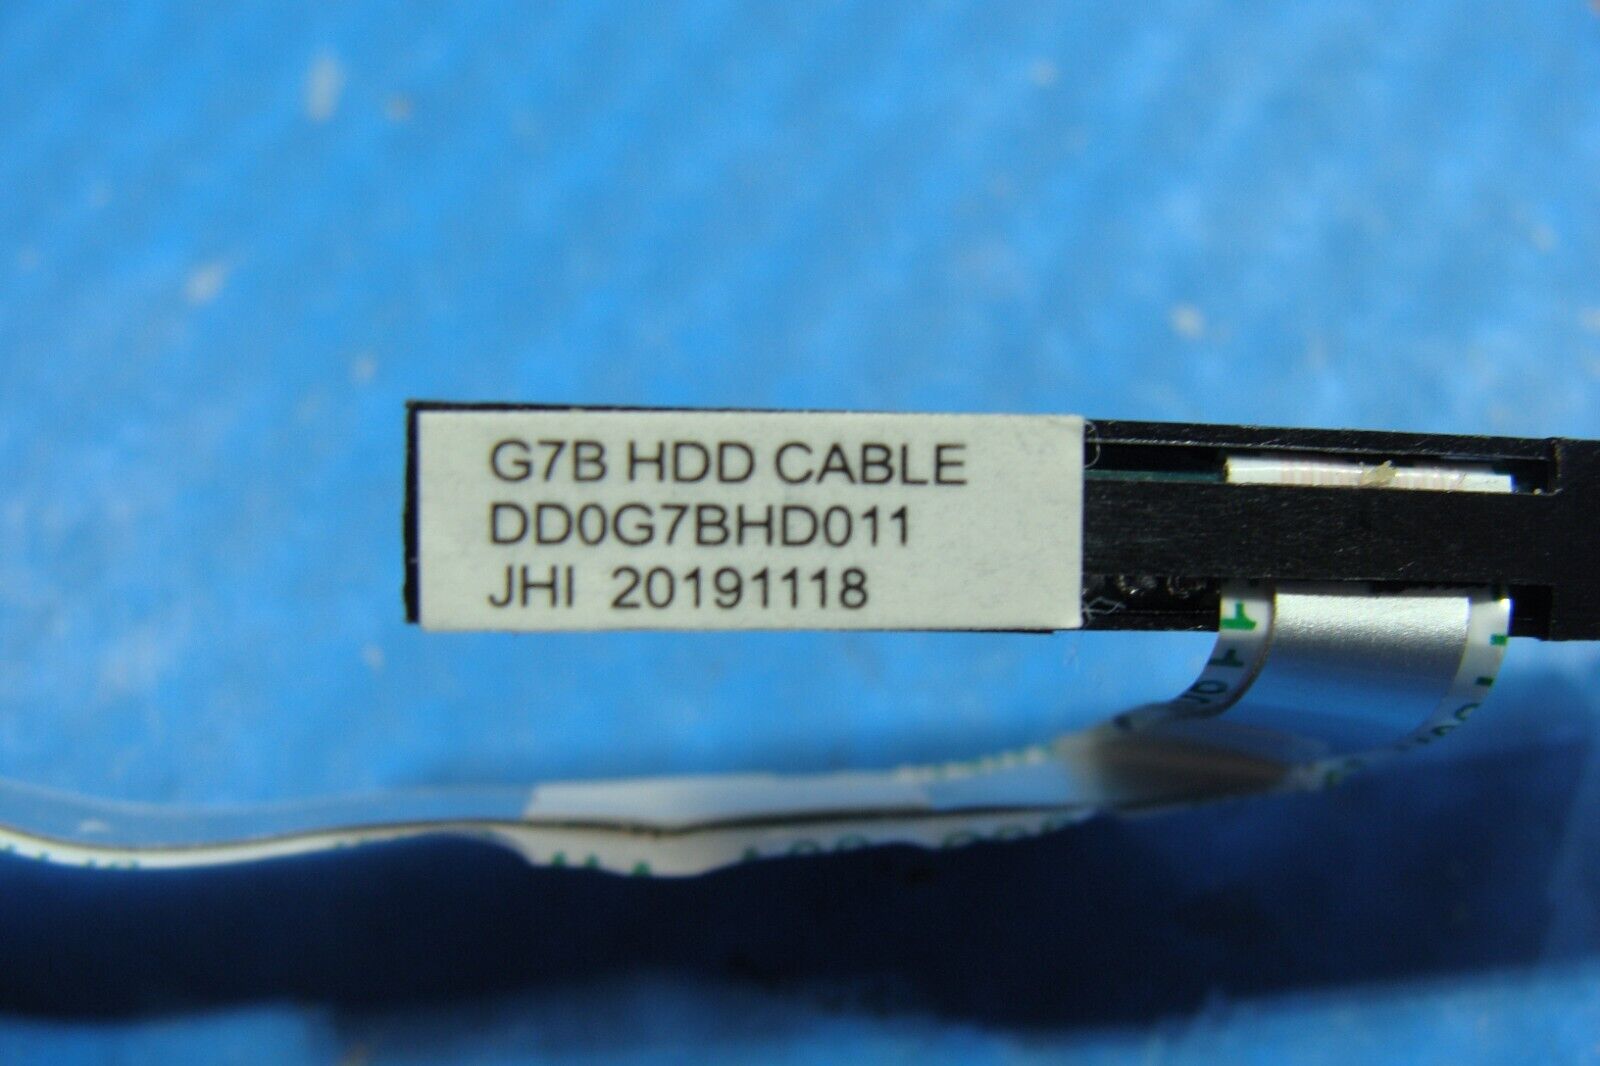 G7B HDD CABLE
DD0G7BHD011
JHI 20191118